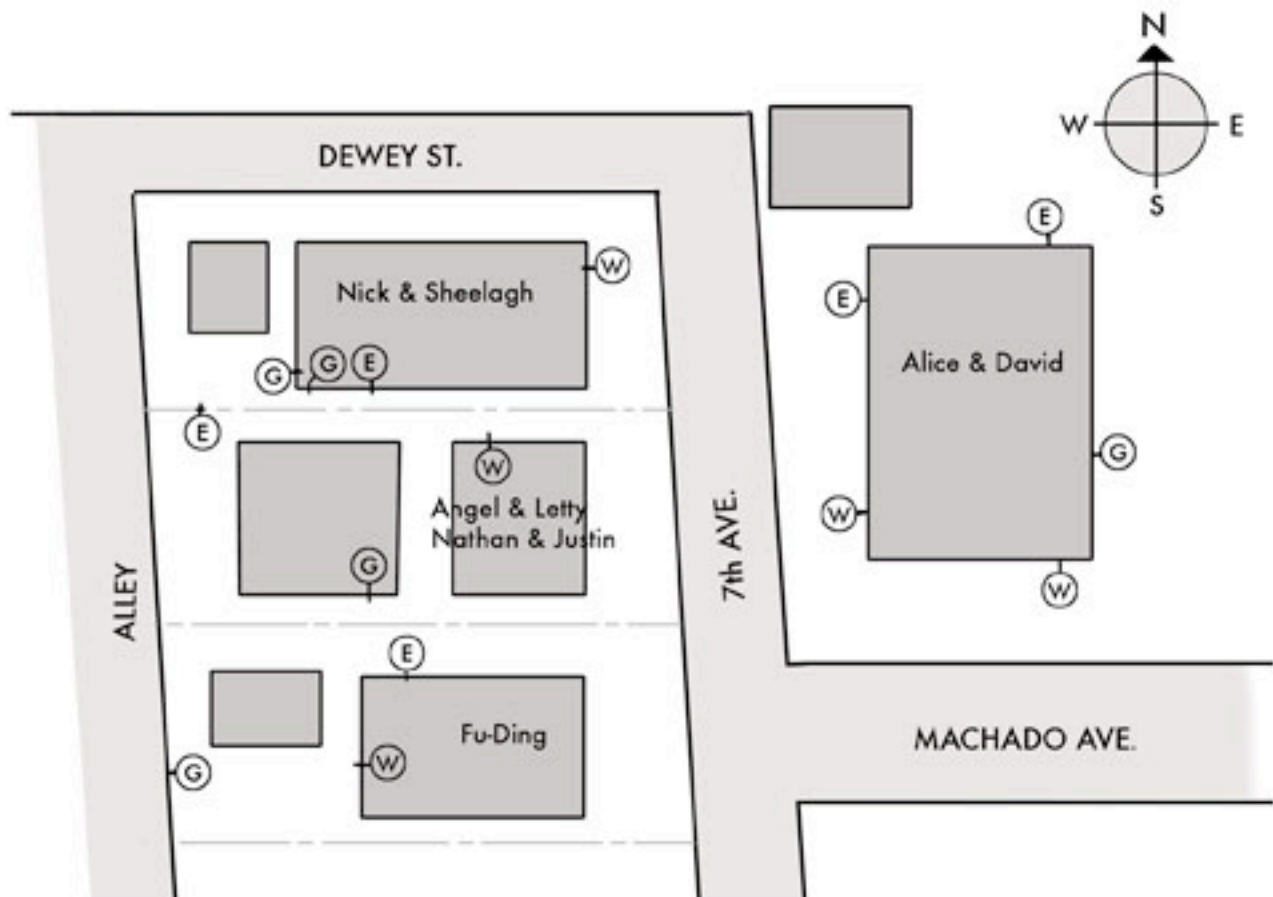 N
W E
S
DEWEY ST.
E
W
Nick & Sheelagh
E
G G E
Alice & David
E
W
G
Angel & Letty
Nathan & Justin
W
G
7th AVE.
ALLEY
W
E
Fu-Ding
W
G
MACHADO AVE.